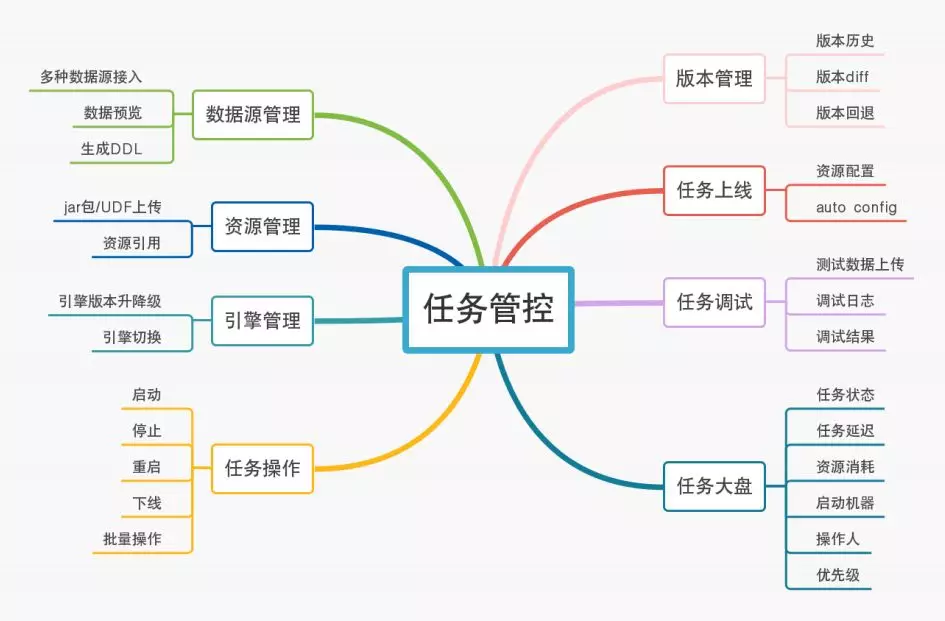 任务管控
数据源管理
多种数据源接入
数据预览
生成DDL
资源管理
jar包/UDF上传
资源引用
引擎管理
引擎版本升降级
引擎切换
任务操作
启动
停止
重启
下线
批量操作
版本管理
版本历史
版本diff
版本回退
任务上线
资源配置
auto config
任务调试
测试数据上传
调试日志
调试结果
任务大盘
任务状态
任务延迟
资源消耗
启动机器
操作人
优先级